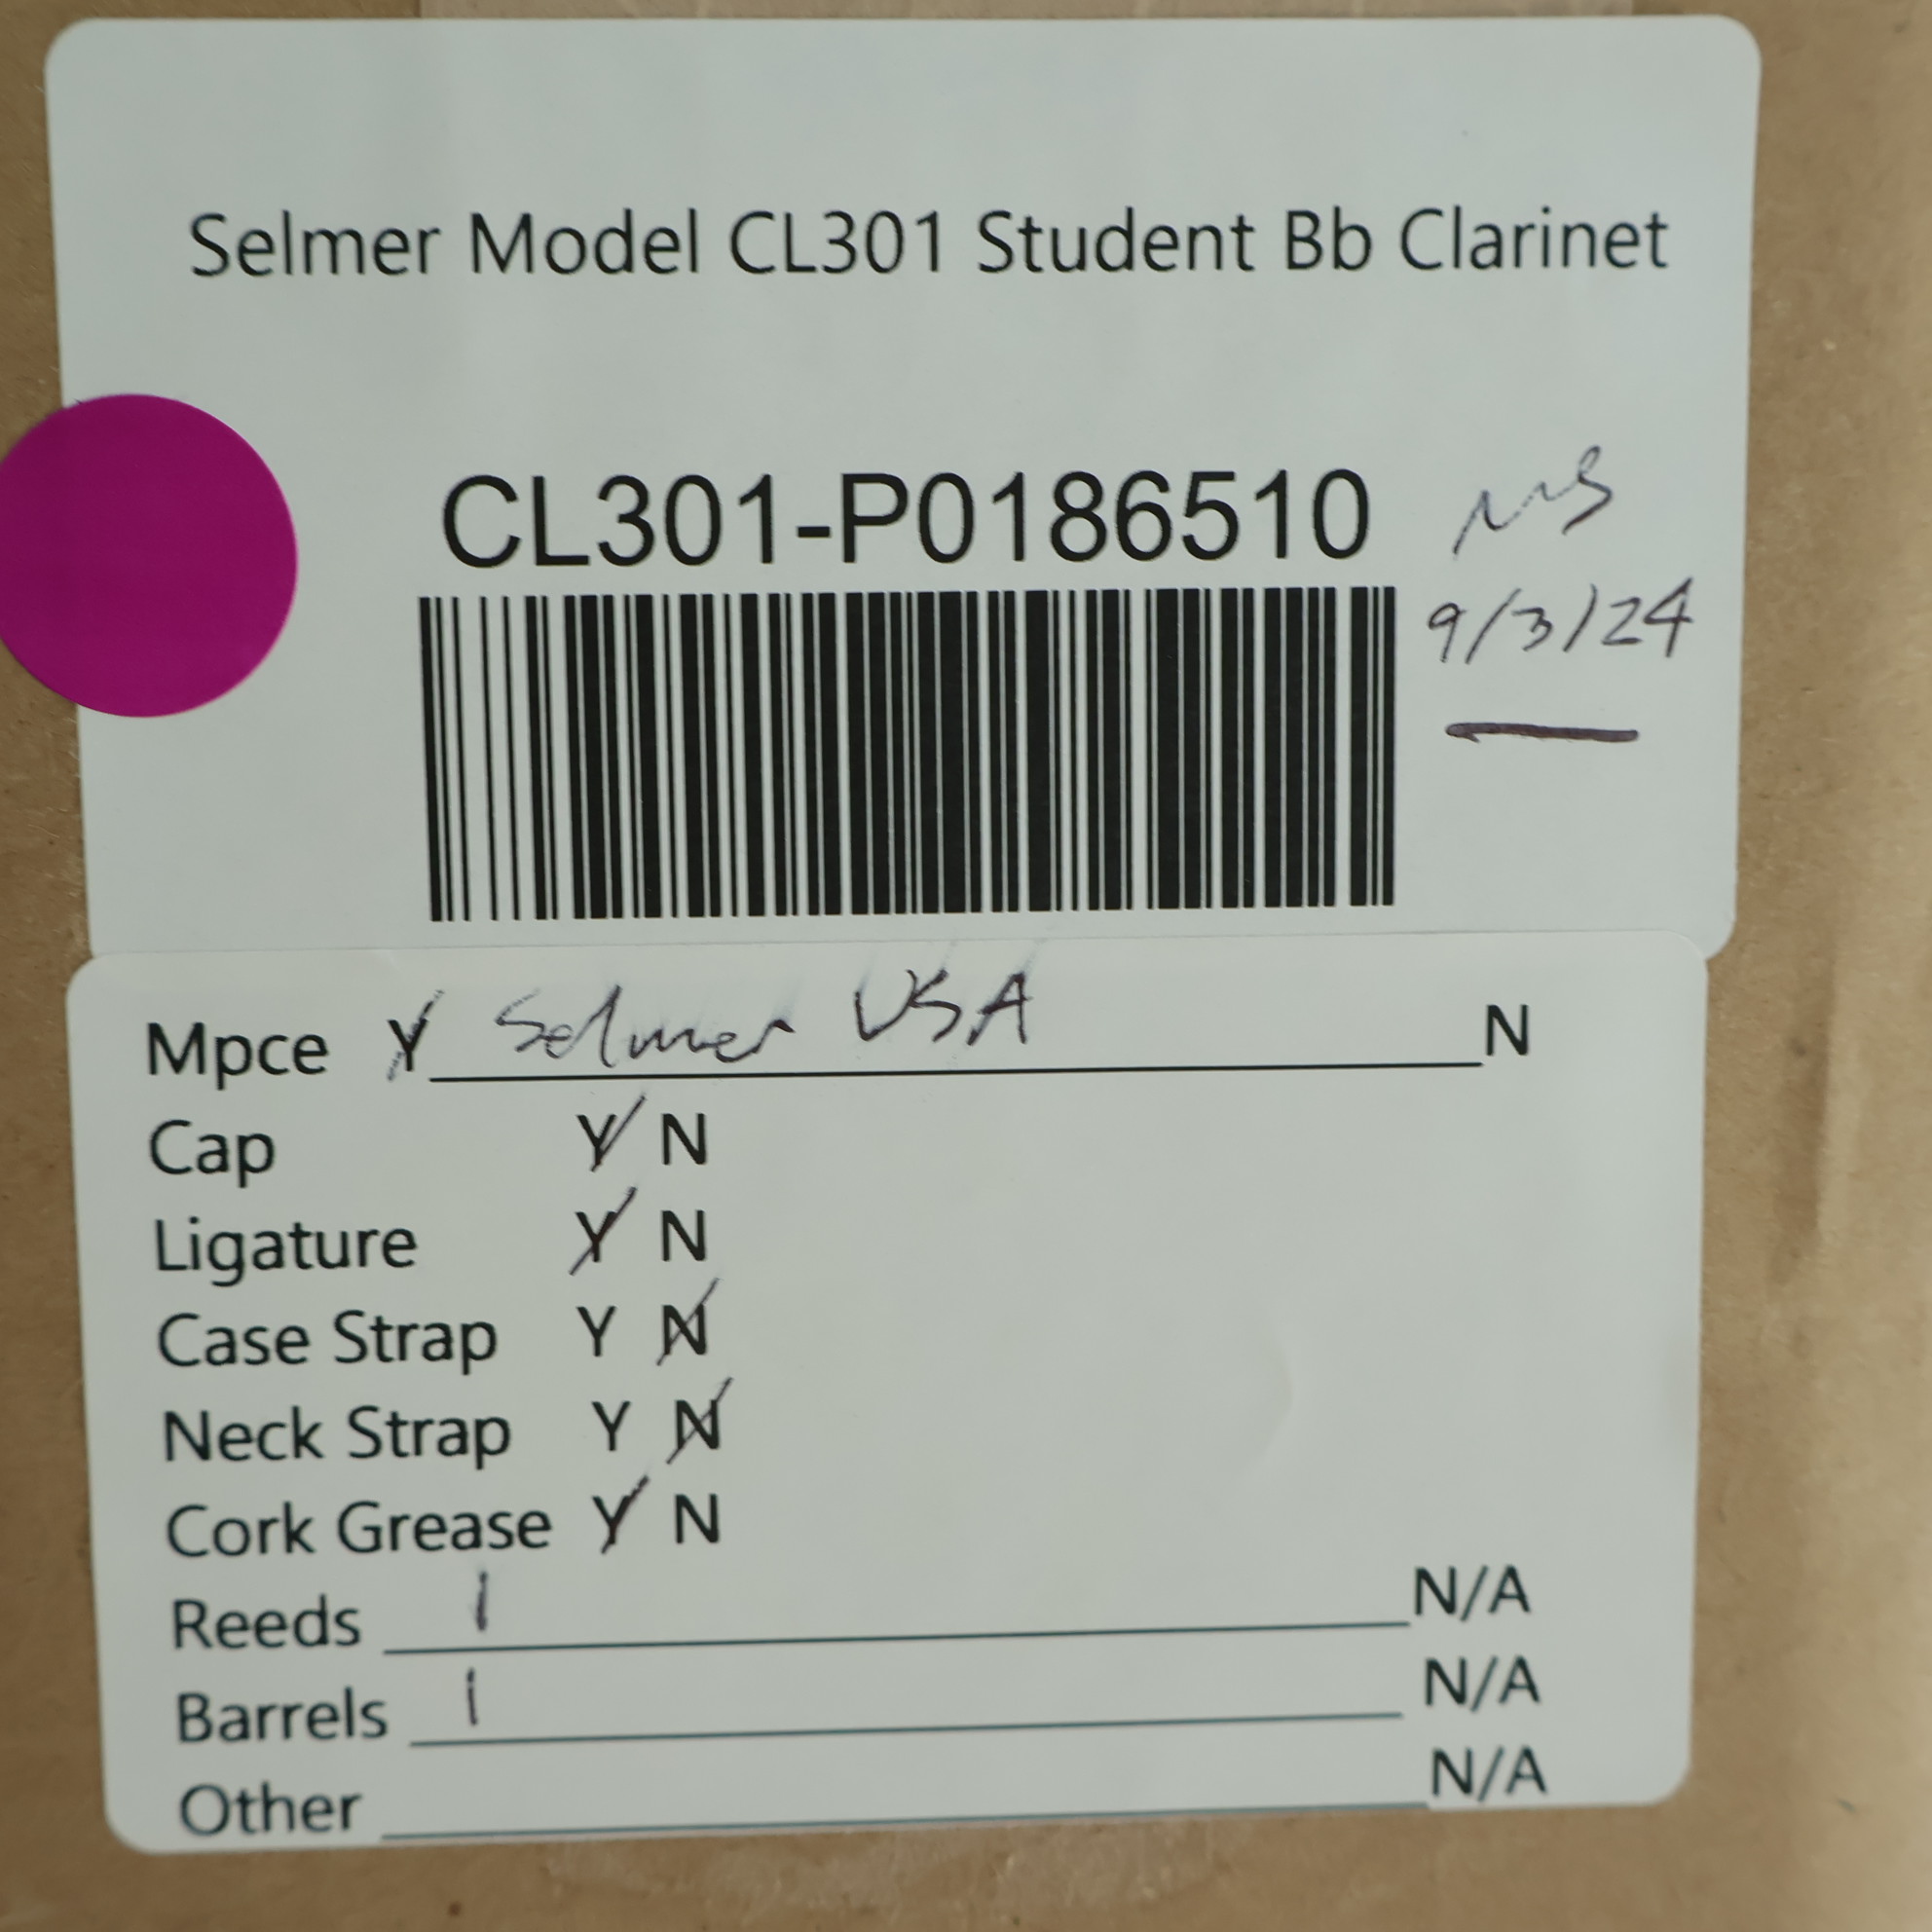 Selmer Model CL301 Student Bb Clarinet
CL301-P0186510
9/3/24
Mpce Y Selmer USA N
Cap Y N
Ligature Y N
Case Strap Y N
Neck Strap Y N
Cork Grease Y N
Reeds 1 N/A
Barrels 1 N/A
Other N/A